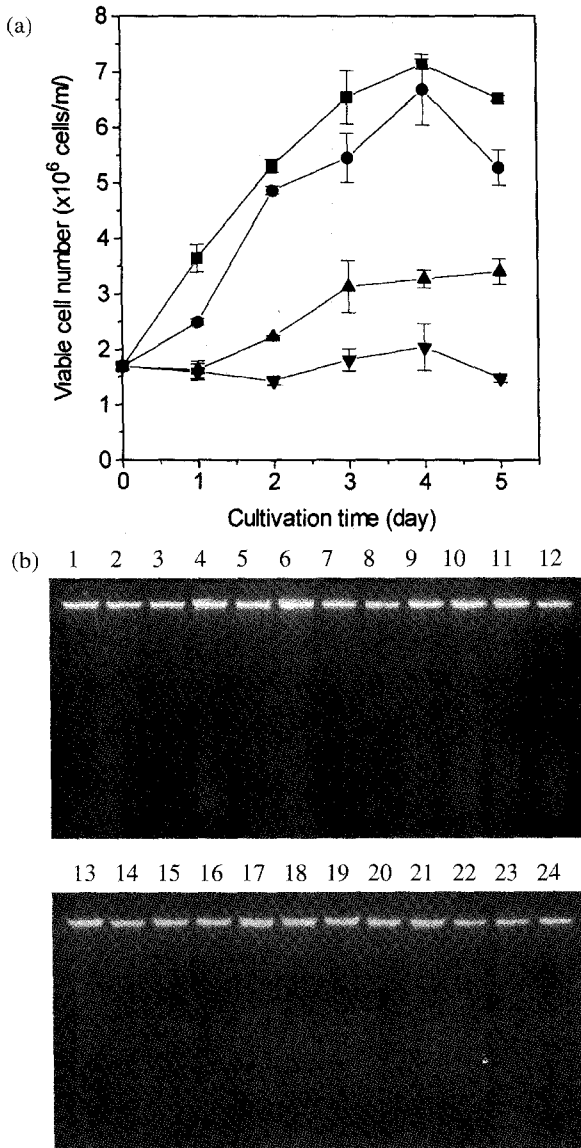 (a)
8
7
6
5
4
3
2
1
0
Viable cell number (x10⁶ cells/ml)
0 1 2 3 4 5
Cultivation time (day)
(b)
1 2 3 4 5 6 7 8 9 10 11 12
13 14 15 16 17 18 19 20 21 22 23 24